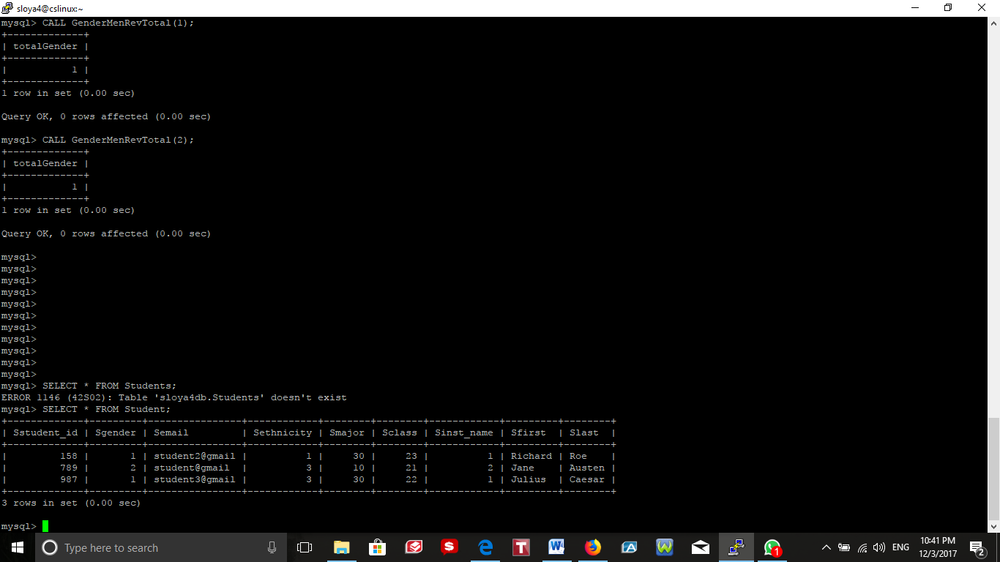 sloya4@cslinux:~
mysql> CALL GenderMenRevTotal(1);
+-------------+
| totalGender |
+-------------+
|           1 |
+-------------+
1 row in set (0.00 sec)
Query OK, 0 rows affected (0.00 sec)
mysql> CALL GenderMenRevTotal(2);
+-------------+
| totalGender |
+-------------+
|           1 |
+-------------+
1 row in set (0.00 sec)
Query OK, 0 rows affected (0.00 sec)
mysql>
mysql>
mysql>
mysql>
mysql>
mysql>
mysql>
mysql>
mysql>
mysql>
mysql>
mysql> SELECT * FROM Students;
ERROR 1146 (42S02): Table 'sloya4db.Students' doesn't exist
mysql> SELECT * FROM Student;
+-------------+---------+----------------+------------+--------+--------+------------+---------+--------+
| Sstudent_id | Sgender | Semail         | Sethnicity | Smajor | Sclass | Sinst_name | Sfirst  | Slast  |
+-------------+---------+----------------+------------+--------+--------+------------+---------+--------+
|         158 |       1 | student2@gmail |          1 |     30 |     23 |          1 | Richard | Roe    |
|         789 |       2 | student@gmail  |          3 |     10 |     21 |          2 | Jane    | Austen |
|         987 |       1 | student3@gmail |          3 |     30 |     22 |          1 | Julius  | Caesar |
+-------------+---------+----------------+------------+--------+--------+------------+---------+--------+
3 rows in set (0.00 sec)
mysql>
Type here to search
ENG
10:41 PM
12/3/2017
2
1